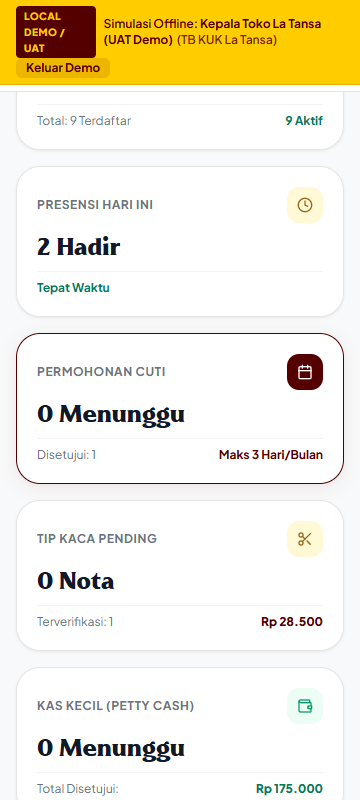 LOCAL
DEMO /
UAT
Simulasi Offline: Kepala Toko La Tansa
(UAT Demo) (TB KUK La Tansa)
Keluar Demo
Total: 9 Terdaftar
9 Aktif
PRESENSI HARI INI
2 Hadir
Tepat Waktu
PERMOHONAN CUTI
0 Menunggu
Disetujui: 1
Maks 3 Hari/Bulan
TIP KACA PENDING
0 Nota
Terverifikasi: 1
Rp 28.500
KAS KECIL (PETTY CASH)
0 Menunggu
Total Disetujui:
Rp 175.000